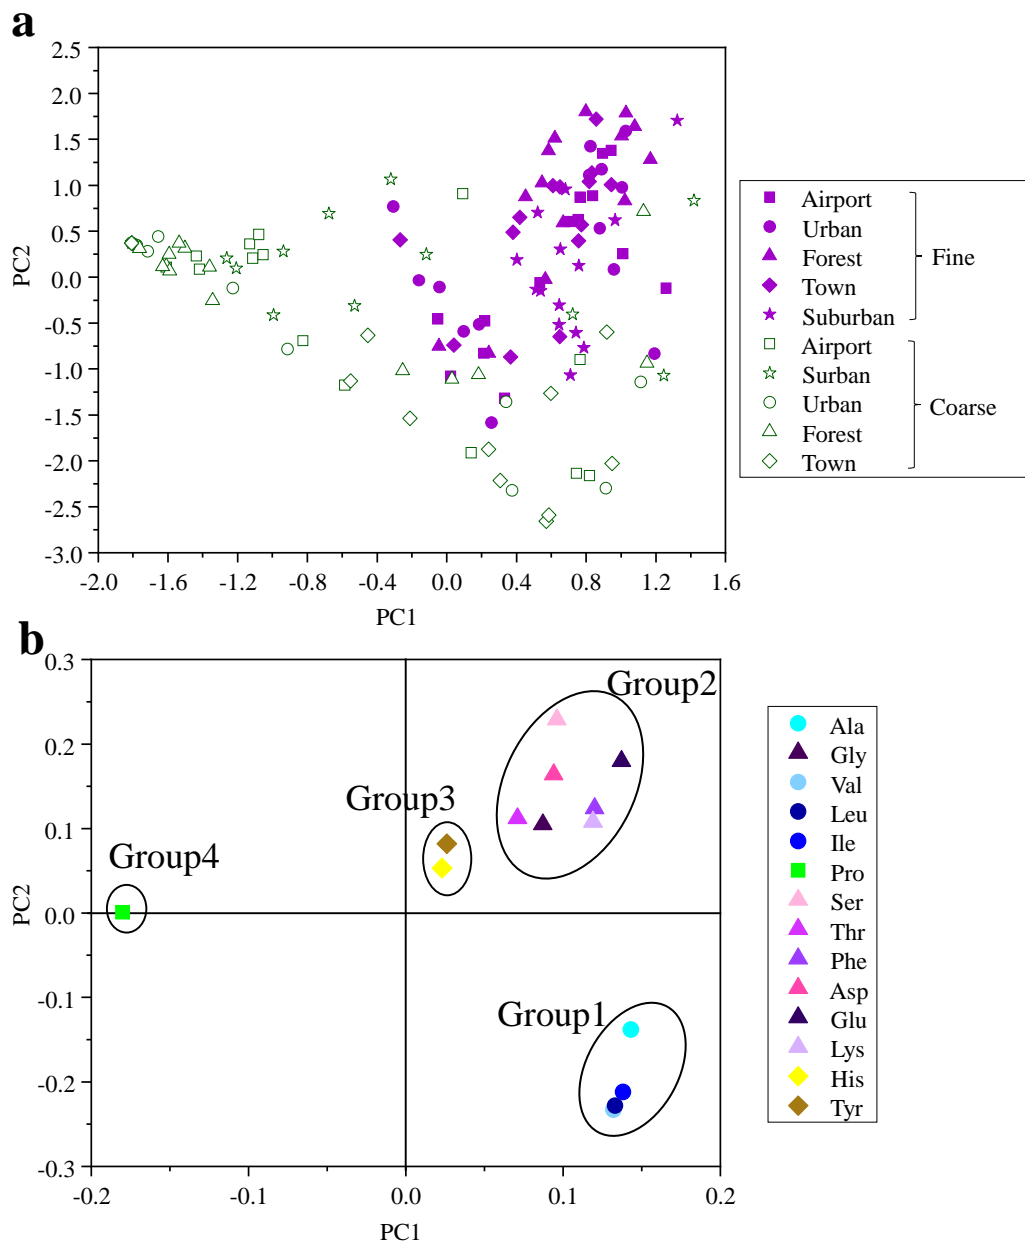 a
2.5
2.0
1.5
1.0
0.5
0.0
-0.5
-1.0
-1.5
-2.0
-2.5
-3.0
PC2
-2.0 -1.6 -1.2 -0.8 -0.4 0.0 0.4 0.8 1.2 1.6
PC1
Airport
Urban
Forest
Town
Suburban
Fine
Airport
Surban
Urban
Forest
Town
Coarse
b
0.3
0.2
0.1
0.0
-0.1
-0.2
-0.3
PC2
Group2
Group3
Group4
Group1
-0.2 -0.1 0.0 0.1 0.2
PC1
Ala
Gly
Val
Leu
Ile
Pro
Ser
Thr
Phe
Asp
Glu
Lys
His
Tyr